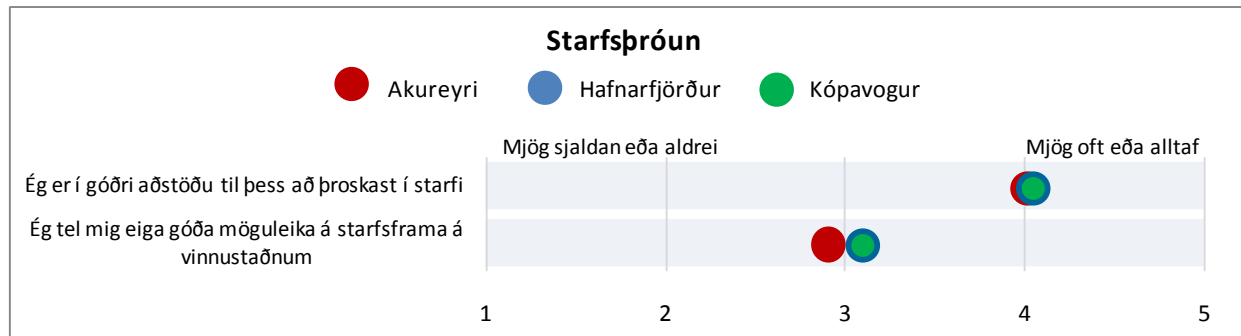 Starfsþróun
Akureyri
Hafnarfjörður
Kópavogur
Mjög sjaldan eða aldrei
Mjög oft eða alltaf
Ég er í góðri aðstöðu til þess að þroskast í starfi
Ég tel mig eiga góða möguleika á starfsframa á
vinnustaðnum
1 2 3 4 5